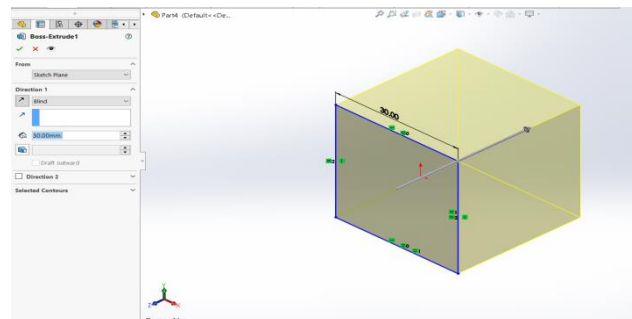 Part4 (Default<<De...
Boss-Extrude1
From
Sketch Plane
Direction 1
Blind
30.00mm
Draft outward
Direction 2
Selected Contours
30.00